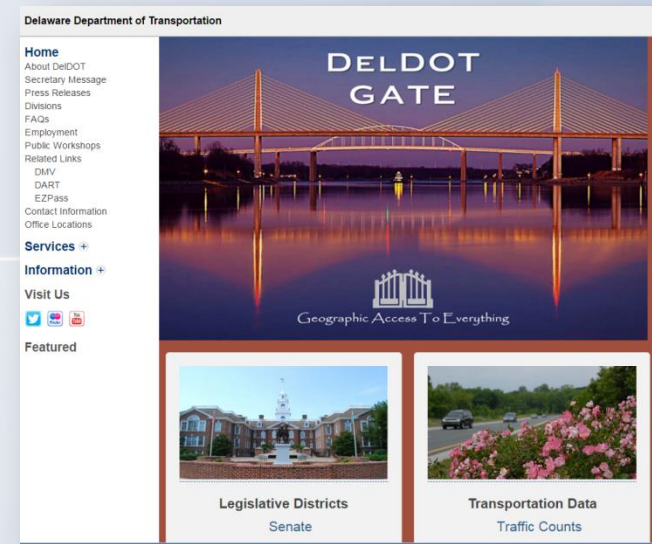 Delaware Department of Transportation
Home
About DelDOT
Secretary Message
Press Releases
Divisions
FAQs
Employment
Public Workshops
Related Links
DMV
DART
EZPass
Contact Information
Office Locations
Services +
Information +
Visit Us
Featured
DELDOT
GATE
Geographic Access To Everything
Legislative Districts
Senate
Transportation Data
Traffic Counts